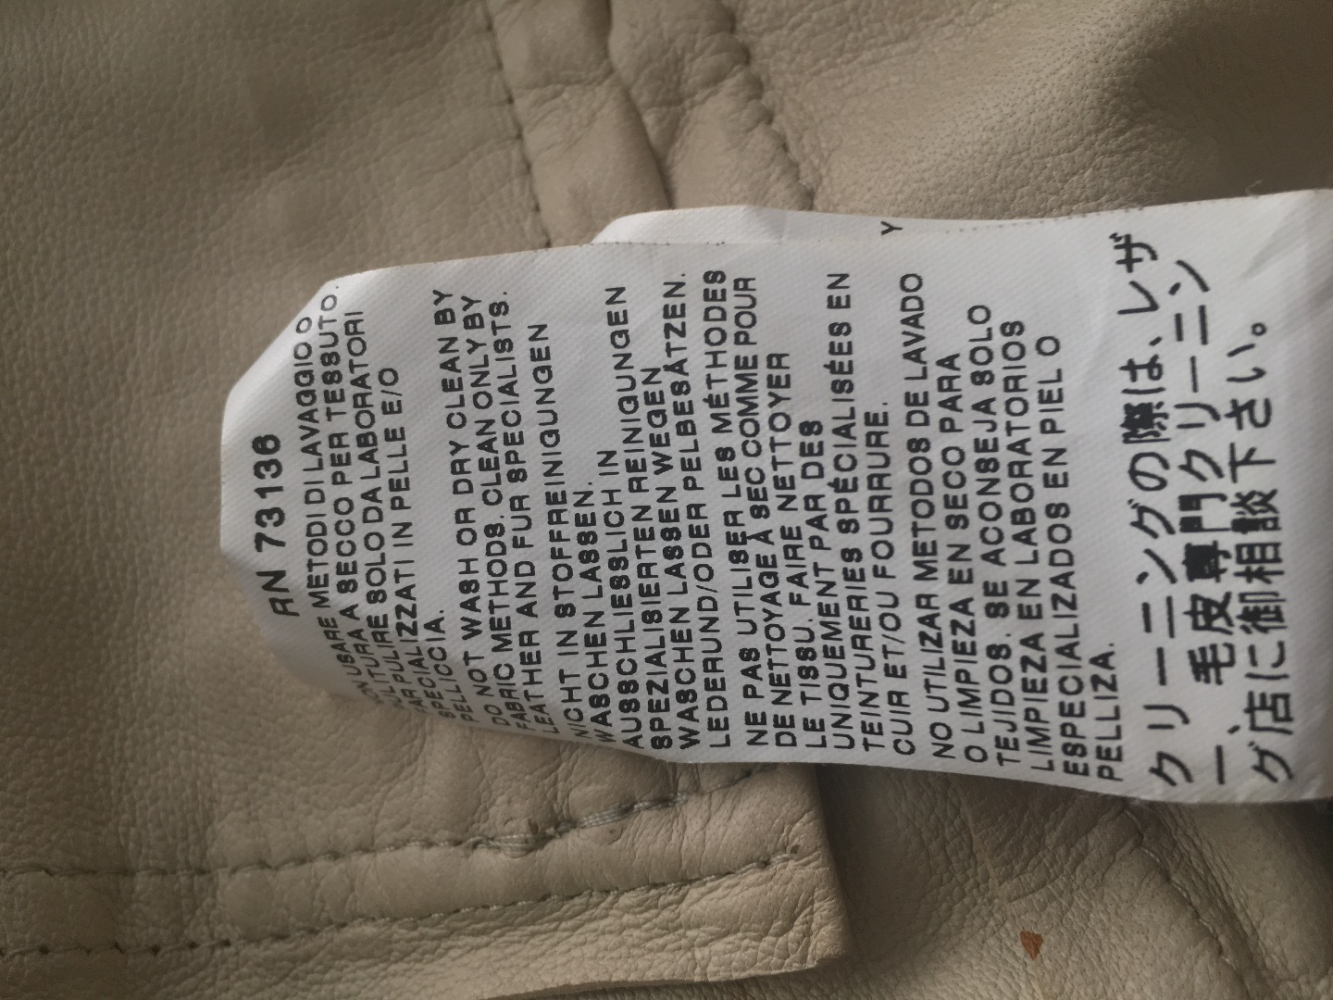 RN 73136
ON USARE METODI DI LAVAGGIO O
PULITURA A SECCO PER TESSUTO.
FAR PULIRE SOLO DA LABORATORI
SPECIALIZZATI IN PELLE E/O
PELLICCIA.
DO NOT WASH OR DRY CLEAN BY
FABRIC METHODS. CLEAN ONLY BY
LEATHER AND FUR SPECIALISTS.
NICHT IN STOFFREINIGUNGEN
WASCHEN LASSEN.
AUSSCHLIESSLICH IN
SPEZIALISIERTEN REINIGUNGEN
WASCHEN LASSEN WEGEN
LEDERUND/ODER PELBESÄTZEN.
NE PAS UTILISER LES MÉTHODES
DE NETTOYAGE À SEC COMME POUR
LE TISSU. FAIRE NETTOYER
UNIQUEMENT PAR DES
TEINTURERIES SPÉCIALISÉES EN
CUIR ET/OU FOURRURE.
NO UTILIZAR METODOS DE LAVADO
O LIMPIEZA EN SECO PARA
TEJIDOS. SE ACONSEJA SOLO
LIMPIEZA EN LABORATORIOS
ESPECIALIZADOS EN PIEL O
PELLIZA.
クリーニングの際は、レザ
ー、毛皮専門クリーニン
グ店に御相談下さい。
Y